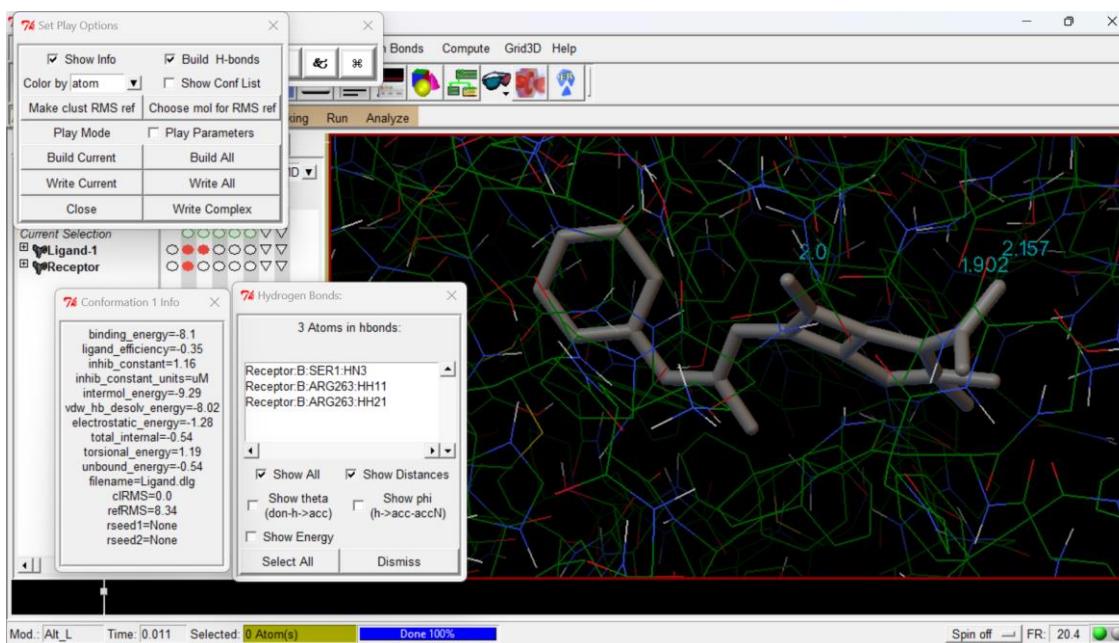 Set Play Options
Show Info
Build H-bonds
Color by atom
Show Conf List
Make clust RMS ref
Choose mol for RMS ref
Play Mode
Play Parameters
Build Current
Build All
Write Current
Write All
Close
Write Complex
Bonds Compute Grid3D Help
Run Analyze
Current Selection
Ligand-1
Receptor
Conformation 1 Info
binding_energy=-8.1
ligand_efficiency=-0.35
inhib_constant=1.16
inhib_constant_units=uM
intermol_energy=-9.29
vdw_hb_desolv_energy=-8.02
electrostatic_energy=-1.28
total_internal=-0.54
torsional_energy=1.19
unbound_energy=-0.54
filename=Ligand.dlg
clRMS=0.0
refRMS=8.34
rseed1=None
rseed2=None
Hydrogen Bonds:
3 Atoms in hbonds:
Receptor:B:SER1:HN3
Receptor:B:ARG263:HH11
Receptor:B:ARG263:HH21
Show All
Show Distances
Show theta
(don-h->acc)
Show phi
(h->acc-accN)
Show Energy
Select All
Dismiss
2.0
2.157
1.902
Mod.: Alt_L Time: 0.011 Selected: 0 Atom(s) Done 100% Spin off FR: 20.4